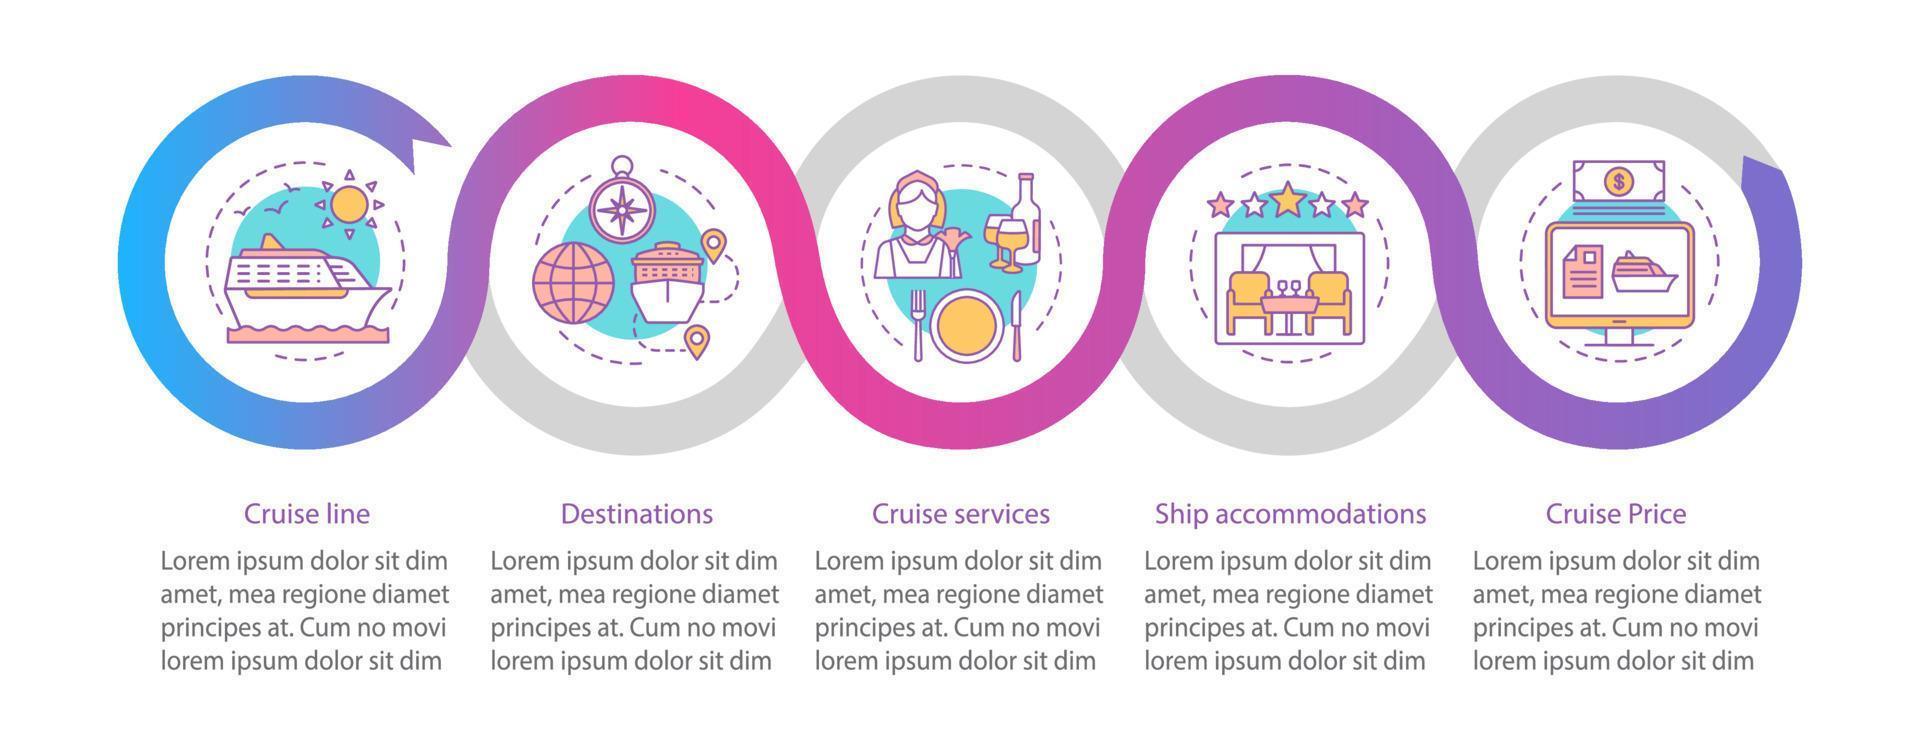 $
Cruise line
Lorem ipsum dolor sit dim
amet, mea regione diamet
principes at. Cum no movi
lorem ipsum dolor sit dim
Destinations
Lorem ipsum dolor sit dim
amet, mea regione diamet
principes at. Cum no movi
lorem ipsum dolor sit dim
Cruise services
Lorem ipsum dolor sit dim
amet, mea regione diamet
principes at. Cum no movi
lorem ipsum dolor sit dim
Ship accommodations
Lorem ipsum dolor sit dim
amet, mea regione diamet
principes at. Cum no movi
lorem ipsum dolor sit dim
Cruise Price
Lorem ipsum dolor sit dim
amet, mea regione diamet
principes at. Cum no movi
lorem ipsum dolor sit dim